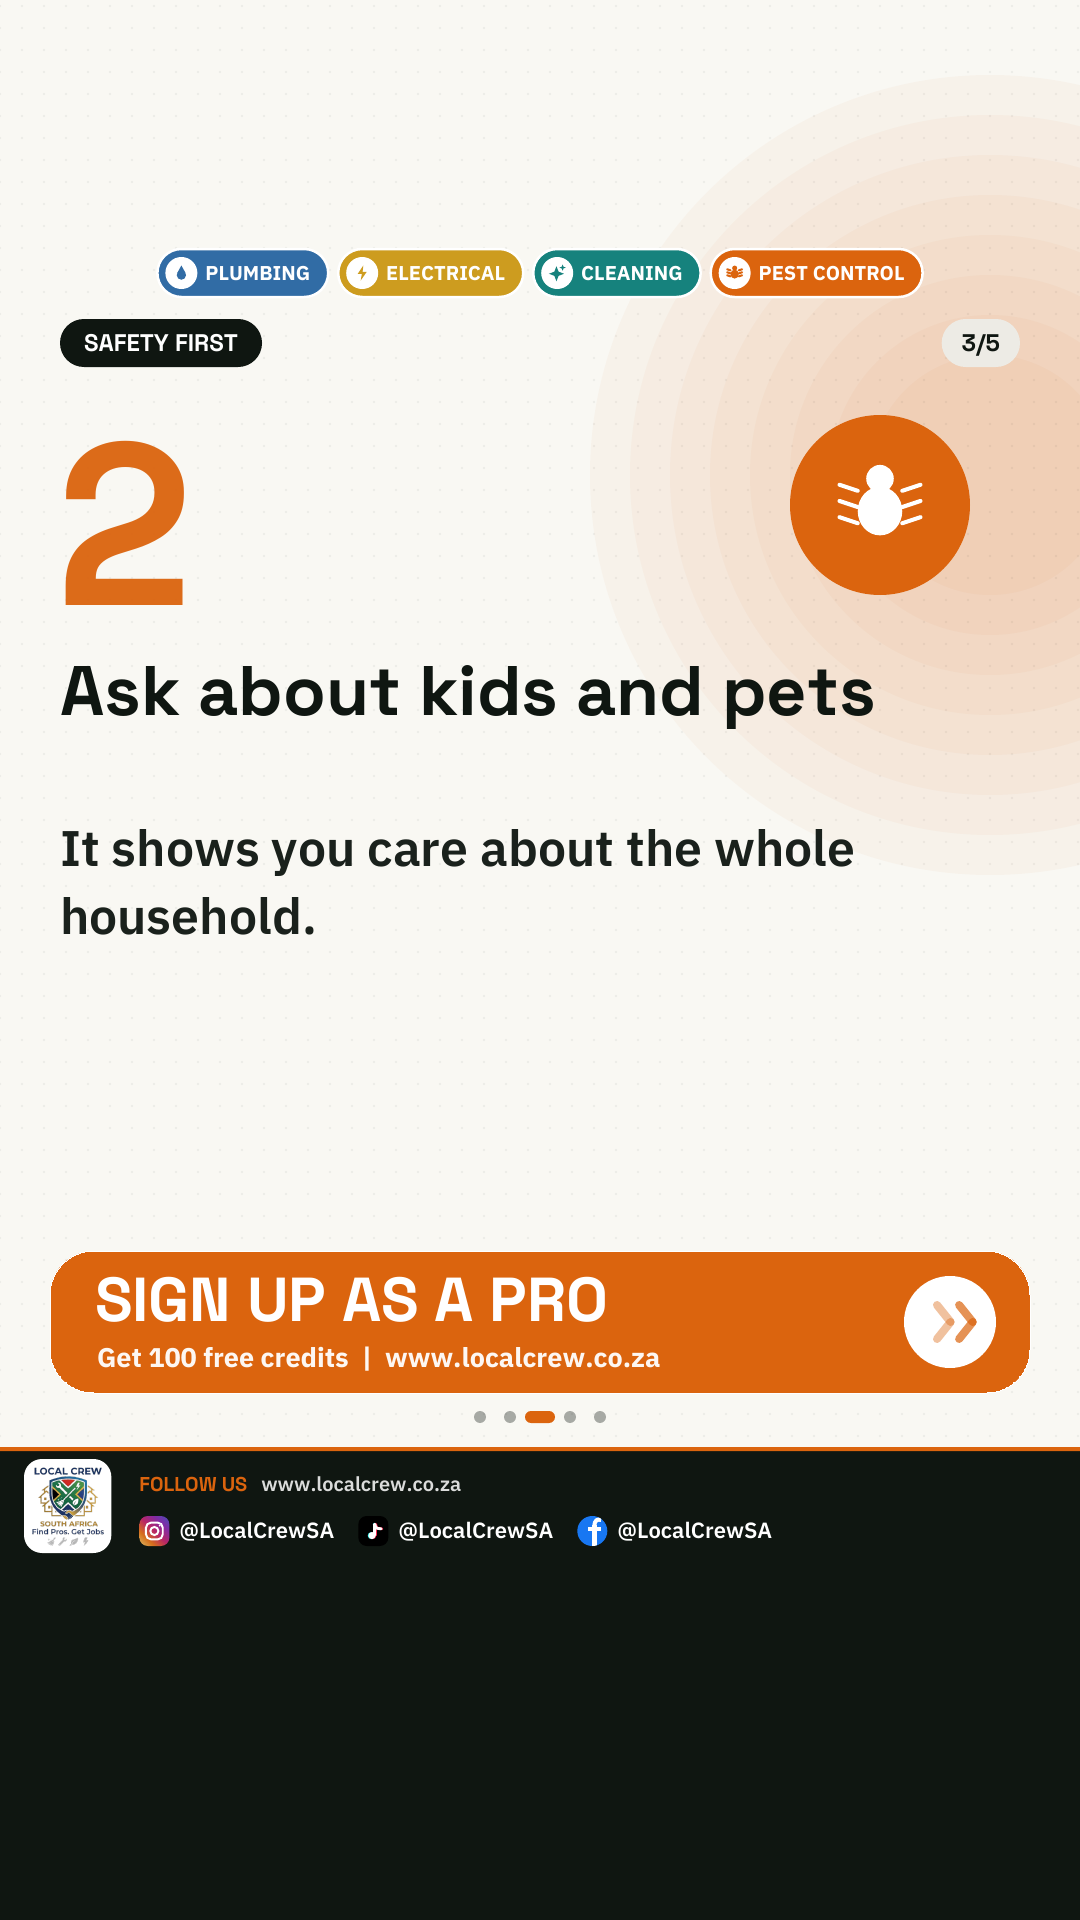 PLUMBING ELECTRICAL CLEANING PEST CONTROL
SAFETY FIRST
3/5
2
Ask about kids and pets
It shows you care about the whole
household.
SIGN UP AS A PRO
Get 100 free credits | www.localcrew.co.za
LOCAL CREW
SOUTH AFRICA
Find Pros. Get Jobs
FOLLOW US www.localcrew.co.za
@LocalCrewSA @LocalCrewSA @LocalCrewSA